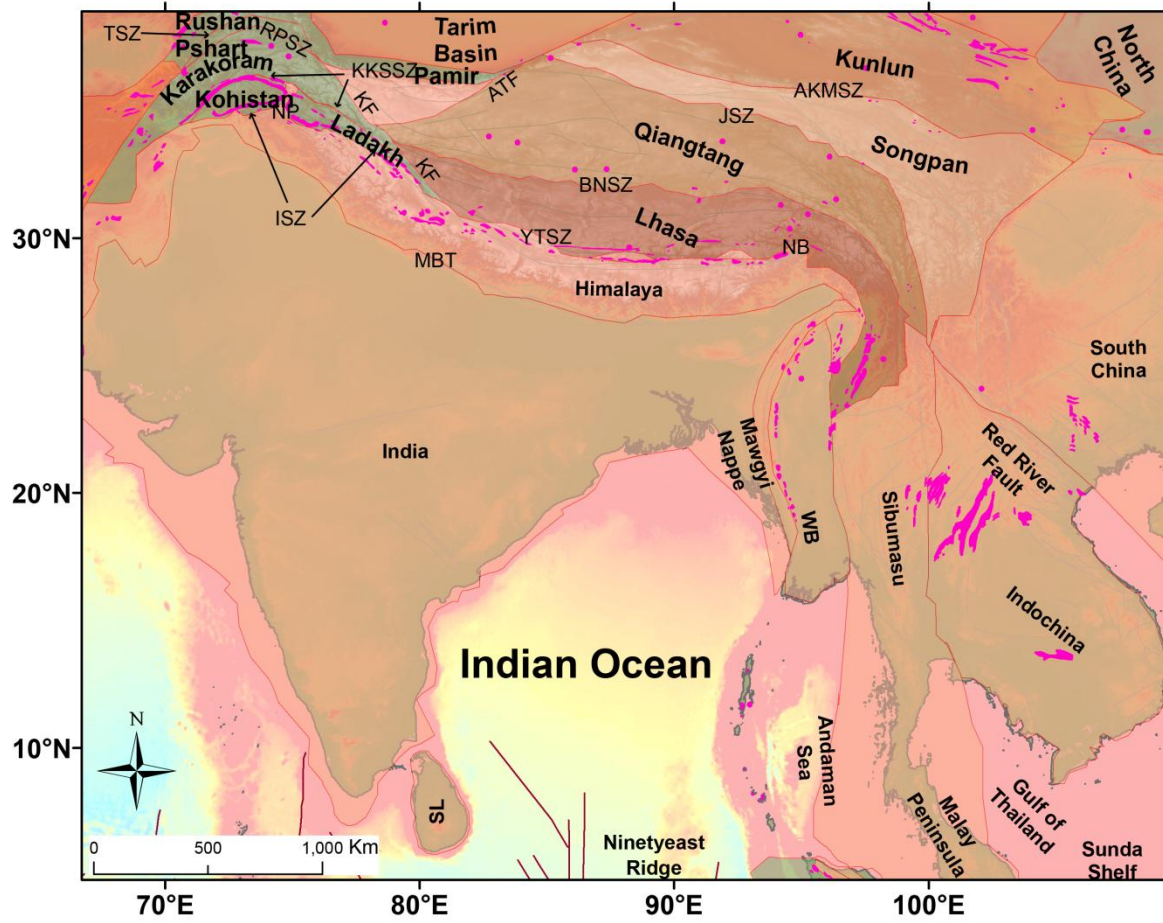 Rushan
TSZ
RPSZ
Pshart
Tarim
Basin
North
China
Karakoram
KKSSZ
Pamir
Kunlun
ATF
AKMSZ
Kohistan
NP
KF
JSZ
Ladakh
Qiangtang
Songpan
KF
BNSZ
ISZ
Lhasa
30°N
YTSZ
NB
MBT
Himalaya
South
China
India
Mawgyi
Nappe
Red River
Fault
20°N
WB
Sibumasu
Indochina
Indian Ocean
N
10°N
Andaman
Sea
SL
Gulf of
Thailand
Malay
Peninsula
0 500 1,000 Km
Ninetyeast
Ridge
Sunda
Shelf
70°E 80°E 90°E 100°E